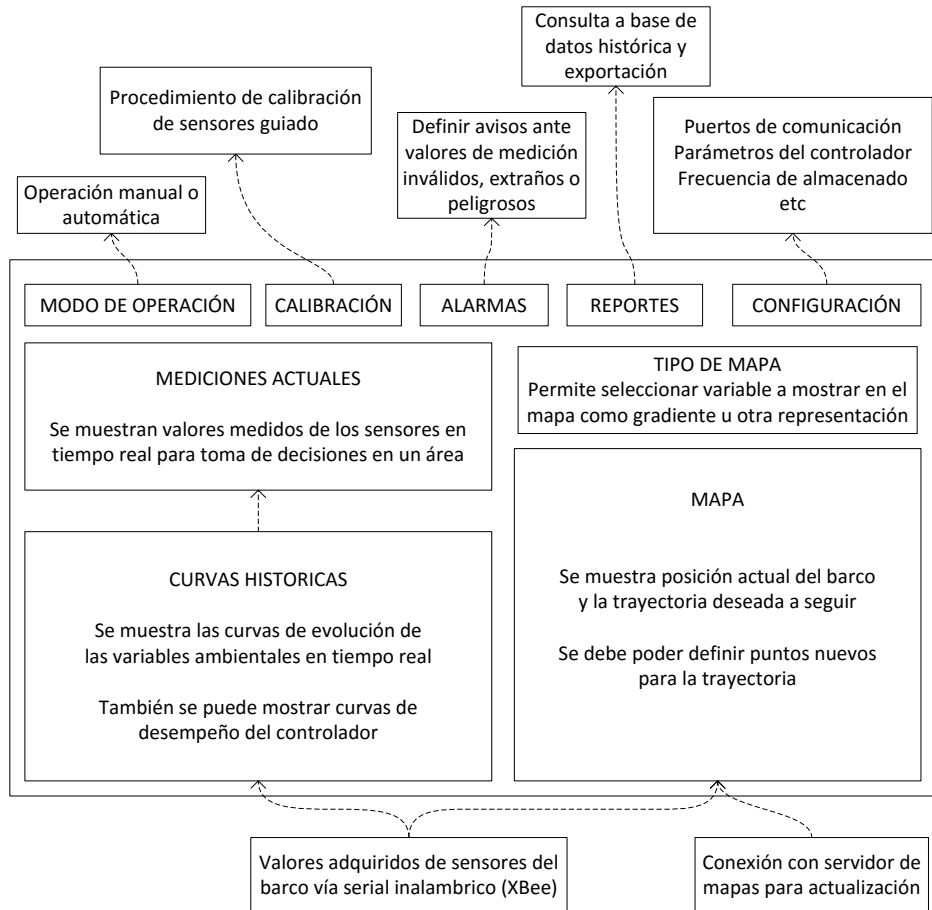 Consulta a base de
datos histórica y
exportación
Procedimiento de calibración
de sensores guiado
Definir avisos ante
valores de medición
inválidos, extraños o
peligrosos
Puertos de comunicación
Parámetros del controlador
Frecuencia de almacenado
etc
Operación manual o
automática
MODO DE OPERACIÓN
CALIBRACIÓN
ALARMAS
REPORTES
CONFIGURACIÓN
MEDICIONES ACTUALES
Se muestran valores medidos de los sensores en
tiempo real para toma de decisiones en un área
TIPO DE MAPA
Permite seleccionar variable a mostrar en el
mapa como gradiente u otra representación
CURVAS HISTORICAS
Se muestra las curvas de evolución de
las variables ambientales en tiempo real
También se puede mostrar curvas de
desempeño del controlador
MAPA
Se muestra posición actual del barco
y la trayectoria deseada a seguir
Se debe poder definir puntos nuevos
para la trayectoria
Valores adquiridos de sensores del
barco vía serial inalambrico (XBee)
Conexión con servidor de
mapas para actualización